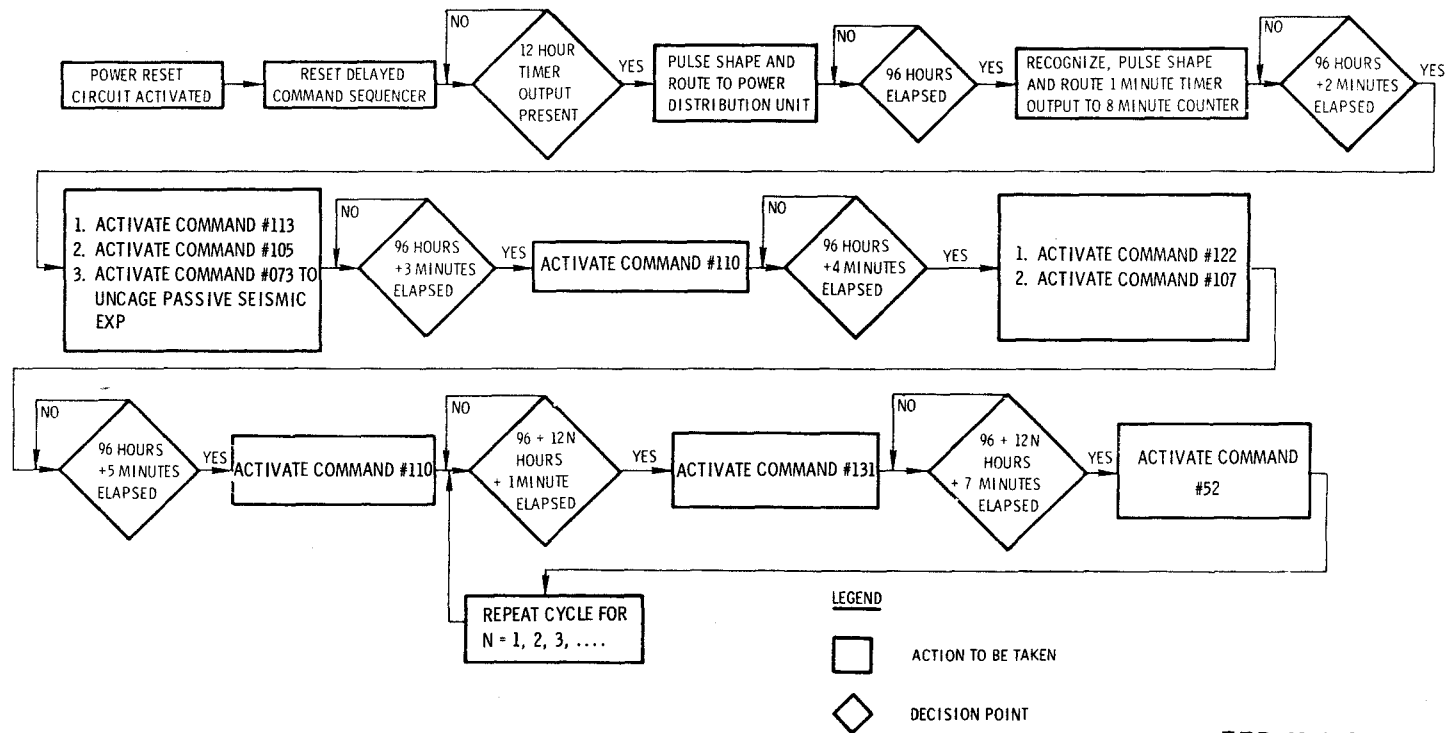 POWER RESET
CIRCUIT ACTIVATED
RESET DELAYED
COMMAND SEQUENCER
NO
12 HOUR
TIMER
OUTPUT
PRESENT
YES
PULSE SHAPE AND
ROUTE TO POWER
DISTRIBUTION UNIT
NO
96 HOURS
ELAPSED
YES
RECOGNIZE, PULSE SHAPE
AND ROUTE 1 MINUTE TIMER
OUTPUT TO 8 MINUTE COUNTER
NO
96 HOURS
+2 MINUTES
ELAPSED
YES
1. ACTIVATE COMMAND #113
2. ACTIVATE COMMAND #105
3. ACTIVATE COMMAND #073 TO
UNCAGE PASSIVE SEISMIC
EXP
NO
96 HOURS
+3 MINUTES
ELAPSED
YES
ACTIVATE COMMAND #110
NO
96 HOURS
+4 MINUTES
ELAPSED
YES
1. ACTIVATE COMMAND #122
2. ACTIVATE COMMAND #107
NO
96 HOURS
+5 MINUTES
ELAPSED
YES
ACTIVATE COMMAND #110
NO
96 + 12N
HOURS
+ 1 MINUTE
ELAPSED
YES
ACTIVATE COMMAND #131
NO
96 + 12N
HOURS
+ 7 MINUTES
ELAPSED
YES
ACTIVATE COMMAND
#52
REPEAT CYCLE FOR
N = 1, 2, 3, ....
LEGEND
ACTION TO BE TAKEN
DECISION POINT